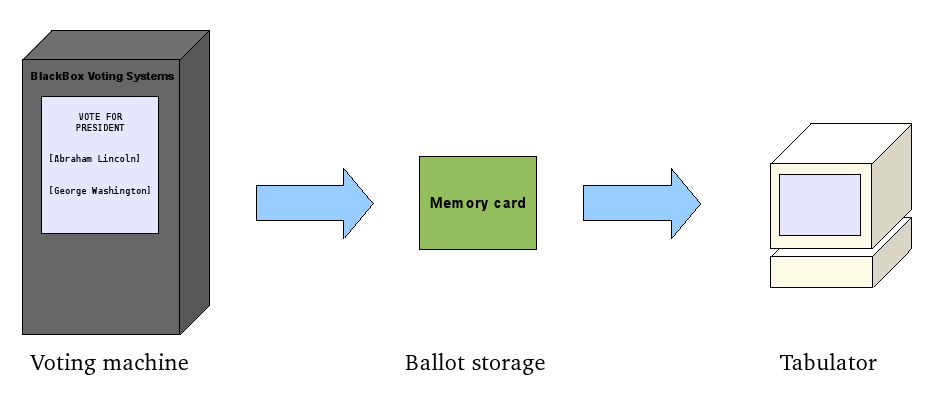 BlackBox Voting Systems
VOTE FOR
PRESIDENT
[Abraham Lincoln]
[George Washington]
Memory card
Voting machine
Ballot storage
Tabulator